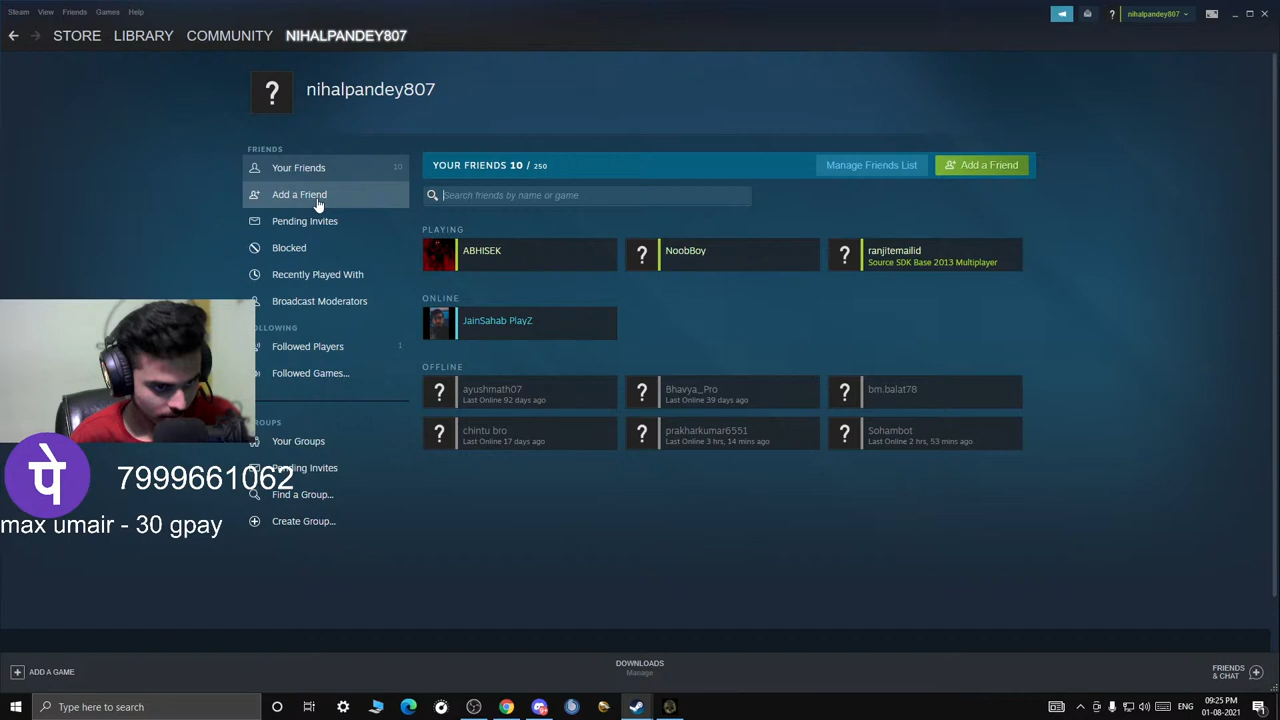 Steam View Friends Games Help
nihalpandey807
STORE LIBRARY COMMUNITY NIHALPANDEY807
nihalpandey807
FRIENDS
Your Friends 10
Add a Friend
Pending Invites
Blocked
Recently Played With
Broadcast Moderators
OLLOWING
Followed Players 1
Followed Games...
OUPS
Your Groups
Pending Invites
Find a Group...
Create Group...
YOUR FRIENDS 10 / 250
Manage Friends List
Add a Friend
Search friends by name or game
PLAYING
ABHISEK
NoobBoy
ranjitemailid
Source SDK Base 2013 Multiplayer
ONLINE
JainSahab PlayZ
OFFLINE
ayushmath07
Last Online 92 days ago
Bhavya_Pro
Last Online 39 days ago
bm.balat78
chintu bro
Last Online 17 days ago
prakharkumar6551
Last Online 3 hrs, 14 mins ago
Sohambot
Last Online 2 hrs, 53 mins ago
पे
7999661062
max umair - 30 gpay
ADD A GAME
DOWNLOADS
Manage
FRIENDS
& CHAT
Type here to search
ENG
09:25 PM
01-08-2021